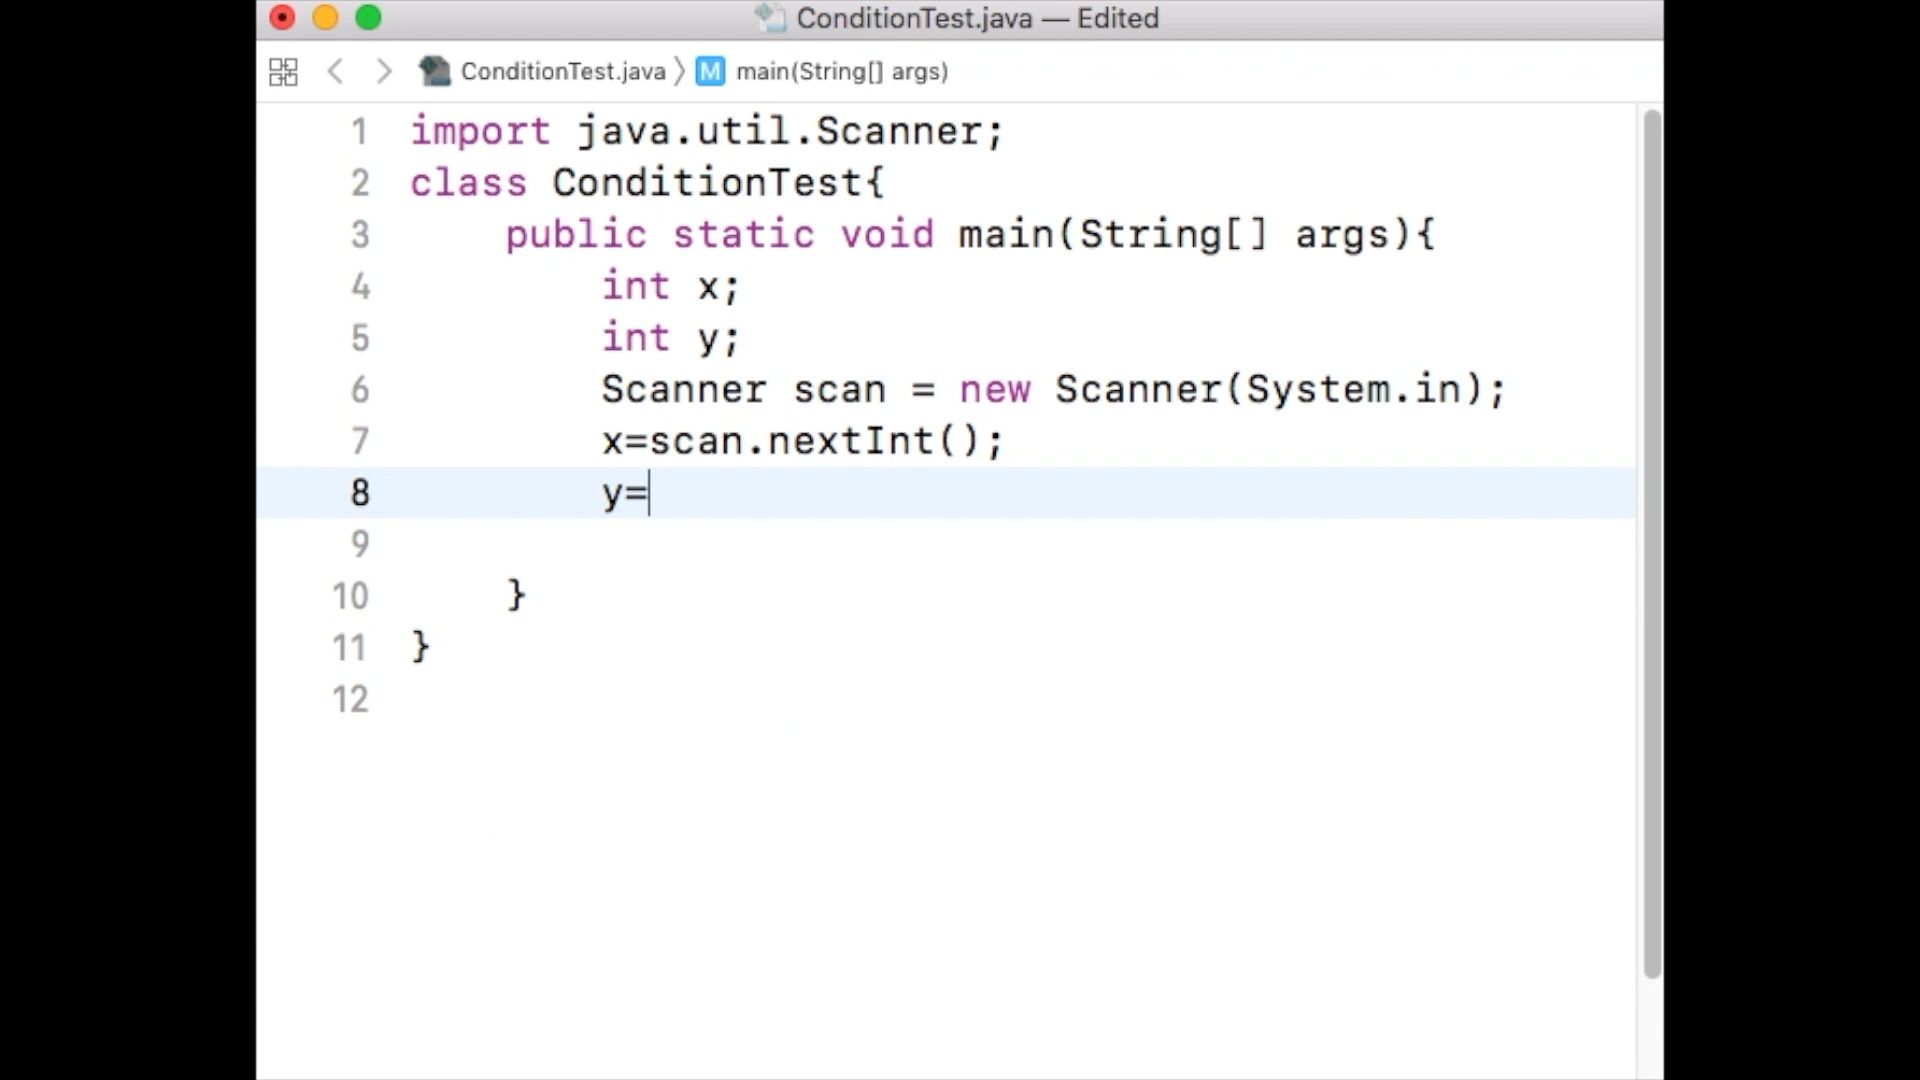 ConditionTest.java — Edited
ConditionTest.java 〉 M main(String[] args)
1 import java.util.Scanner;
2 class ConditionTest{
3 public static void main(String[] args){
4 int x;
5 int y;
6 Scanner scan = new Scanner(System.in);
7 x=scan.nextInt();
8 y=
9
10 }
11 }
12